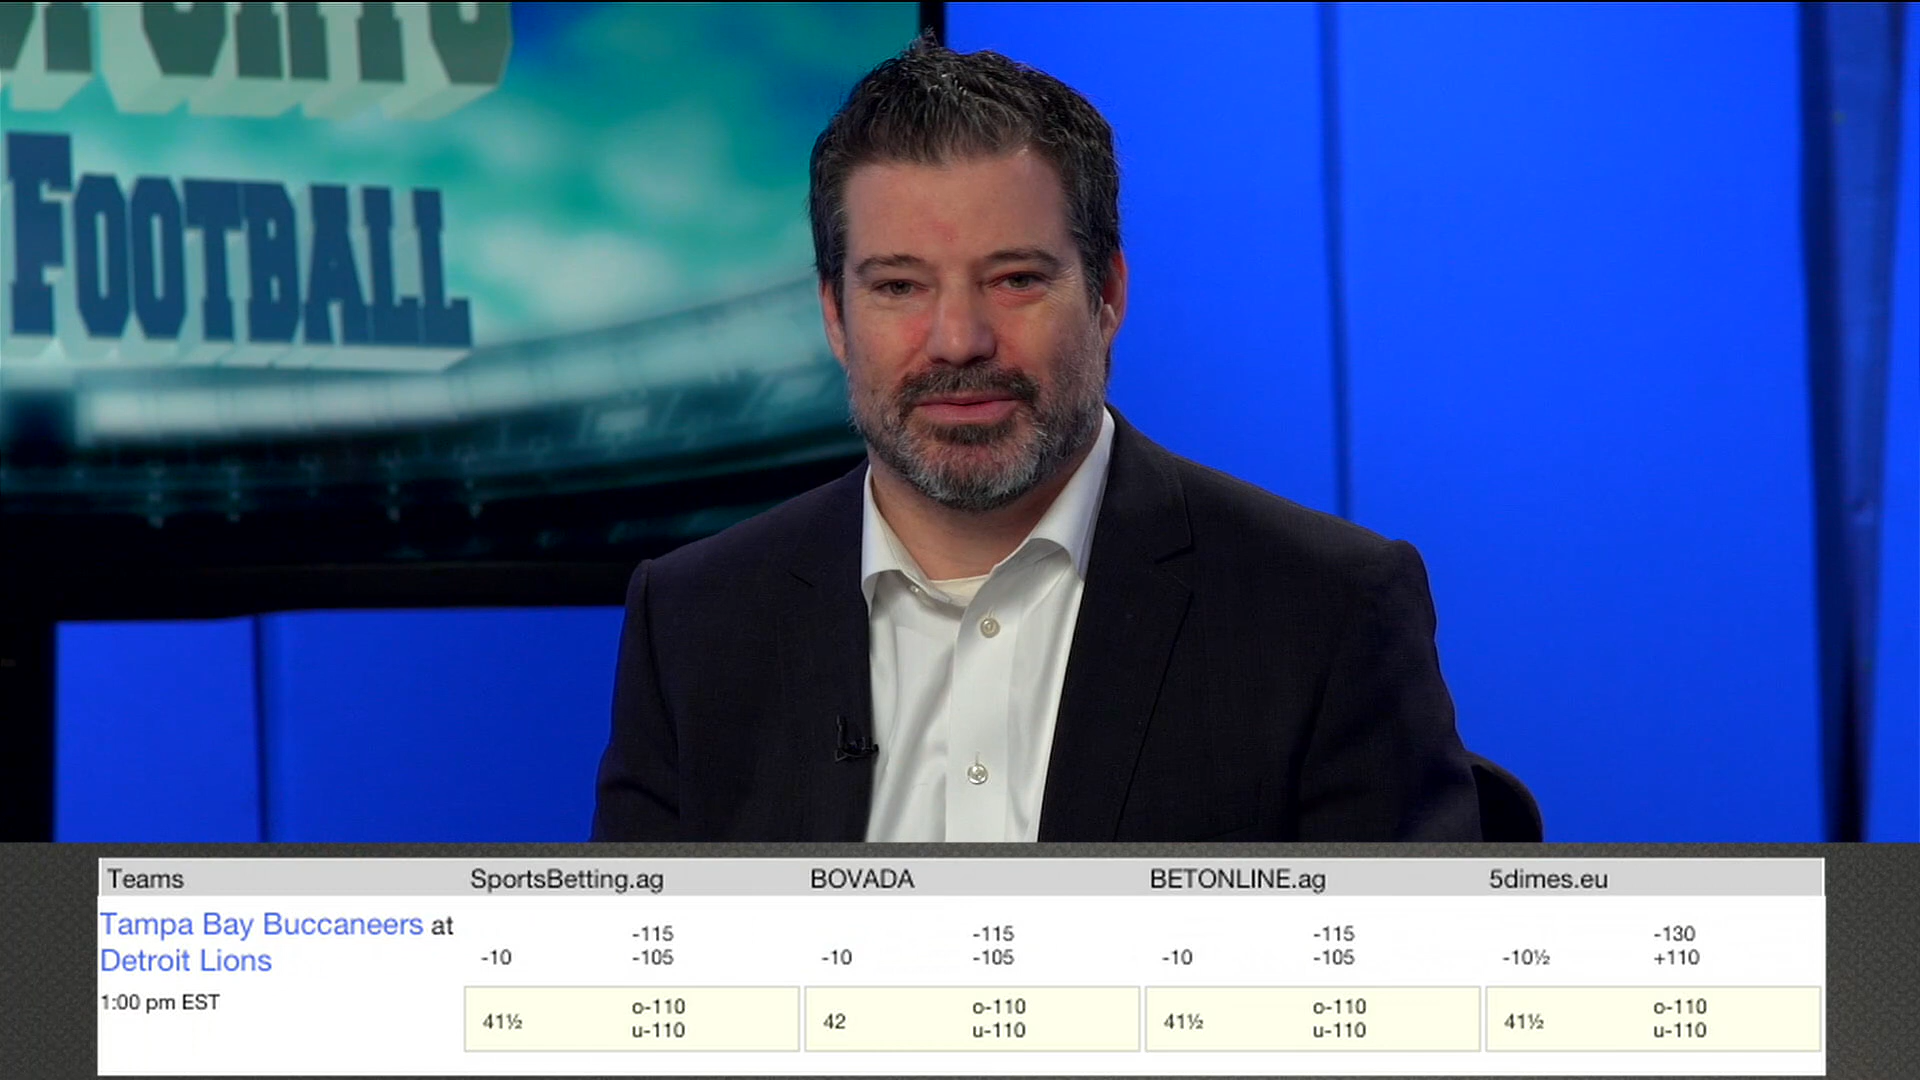 SPORTS
FOOTBALL
Teams SportsBetting.ag BOVADA BETONLINE.ag 5dimes.eu
Tampa Bay Buccaneers at -115 -115 -115 -130
Detroit Lions -10 -105 -10 -105 -10 -105 -10½ +110
1:00 pm EST o-110 o-110 o-110 o-110
41½ u-110 42 u-110 41½ u-110 41½ u-110